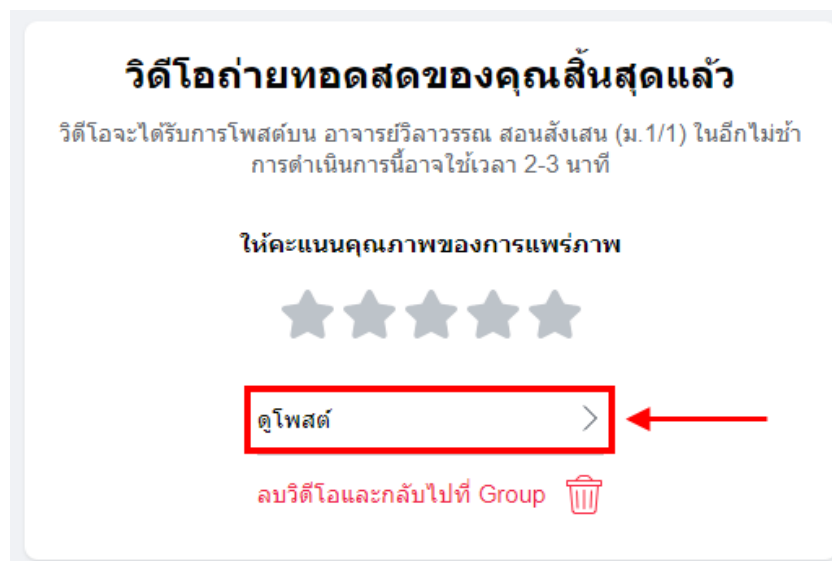 วิดีโอถ่ายทอดสดของคุณสิ้นสุดแล้ว
วิดีโอจะได้รับการโพสต์บน อาจารย์วิลาวรรณ สอนสังเสน (ม.1/1) ในอีกไม่ช้า
การดำเนินการนี้อาจใช้เวลา 2-3 นาที
ให้คะแนนคุณภาพของการแพร่ภาพ
ดูโพสต์
ลบวิดีโอและกลับไปที่ Group